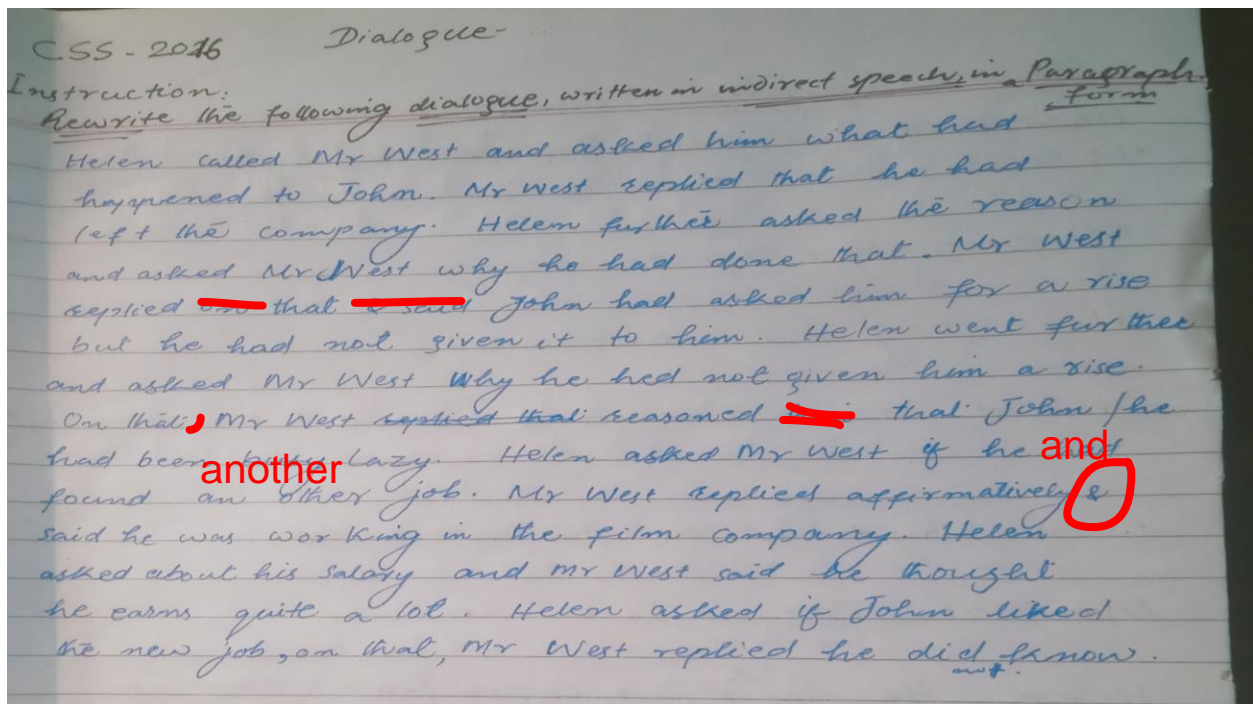 CSS - 2016 Dialogue-
Instruction:
Rewrite the following dialogue, written in indirect speech, in a Paragraph
form
Helen called Mr West and asked him what had
happened to John. Mr West replied that he had
left the company. Helen further asked the reason
and asked Mr West why he had done that. Mr West
replied on that & said John had asked him for a rise
but he had not given it to him. Helen went further
and asked Mr West Why he had not given him a rise.
On that, Mr West replied that reasoned that John /he
had been lazy. Helen asked Mr West if he
another and
found an other job. Mr West replied affirmatively &
said he was working in the film company. Helen
asked about his salary and Mr West said he thought
he earns quite a lot. Helen asked if John liked
the new job, on that, Mr West replied he did know.
not.